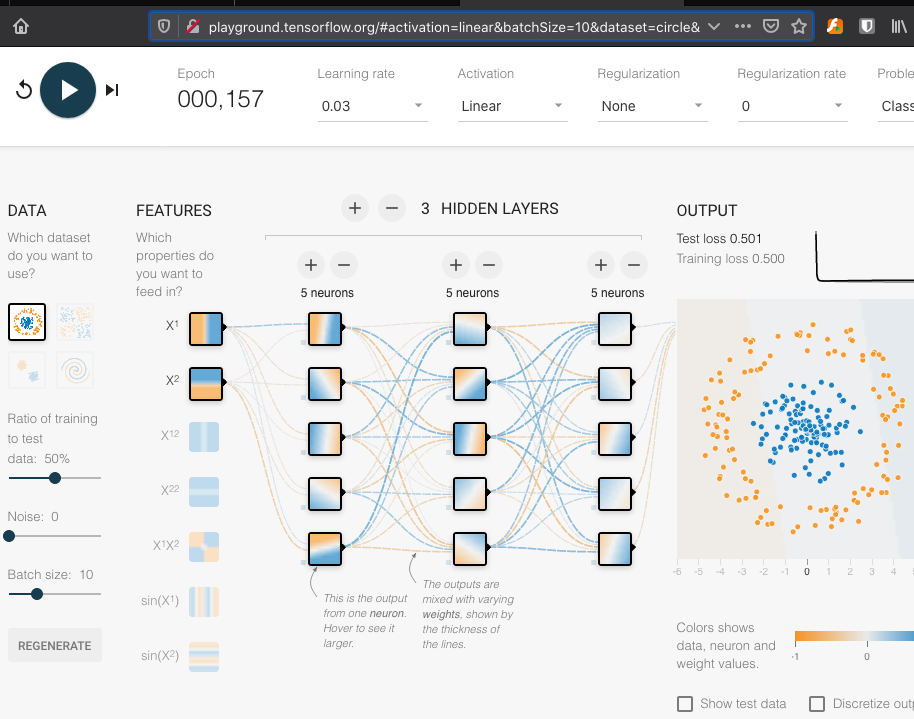 playground.tensorflow.org/#activation=linear&batchSize=10&dataset=circle&
Epoch
000,157
Learning rate
0.03
Activation
Linear
Regularization
None
Regularization rate
0
Proble
Class
DATA
Which dataset
do you want to
use?
Ratio of training
to test
data: 50%
Noise: 0
Batch size: 10
REGENERATE
FEATURES
Which
properties do
you want to
feed in?
X1
X2
X12
X22
X1X2
sin(X1)
sin(X2)
3 HIDDEN LAYERS
5 neurons
5 neurons
5 neurons
This is the output
from one neuron.
Hover to see it
larger.
The outputs are
mixed with varying
weights, shown by
the thickness of
the lines.
OUTPUT
Test loss 0.501
Training loss 0.500
-6 -5 -4 -3 -2 -1 0 1 2 3 4
Colors shows
data, neuron and
weight values.
-1 0
Show test data
Discretize outp